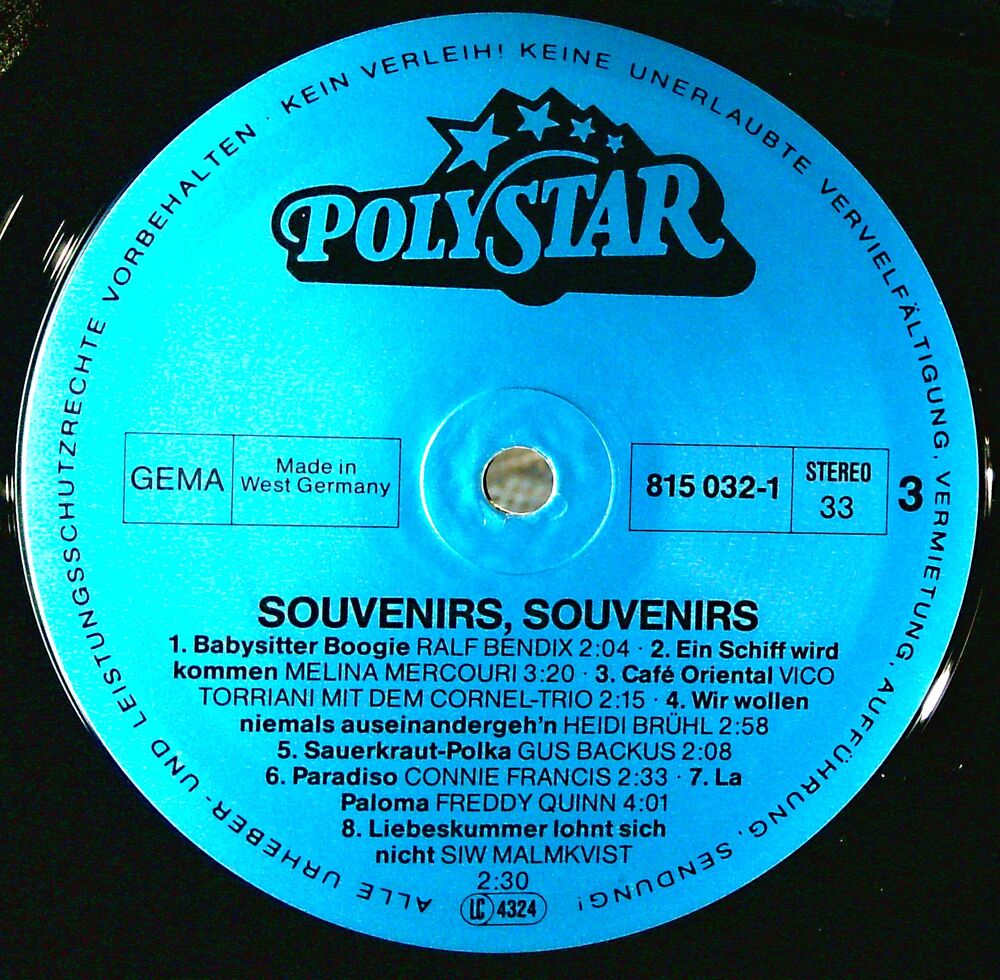 ALLE URHEBER- UND LEISTUNGSSCHUTZRECHTE VORBEHALTEN · KEIN VERLEIH! KEINE UNERLAUBTE VERVIELFÄLTIGUNG, VERMIETUNG, AUFFÜHRUNG, SENDUNG!
POLYSTAR
GEMA
Made in
West Germany
815 032-1
STEREO
33
3
SOUVENIRS, SOUVENIRS
1. Babysitter Boogie RALF BENDIX 2:04 · 2. Ein Schiff wird
kommen MELINA MERCOURI 3:20 · 3. Café Oriental VICO
TORRIANI MIT DEM CORNEL-TRIO 2:15 · 4. Wir wollen
niemals auseinandergeh'n HEIDI BRÜHL 2:58
5. Sauerkraut-Polka GUS BACKUS 2:08
6. Paradiso CONNIE FRANCIS 2:33 · 7. La
Paloma FREDDY QUINN 4:01
8. Liebeskummer lohnt sich
nicht SIW MALMKVIST
2:30
LC 4324